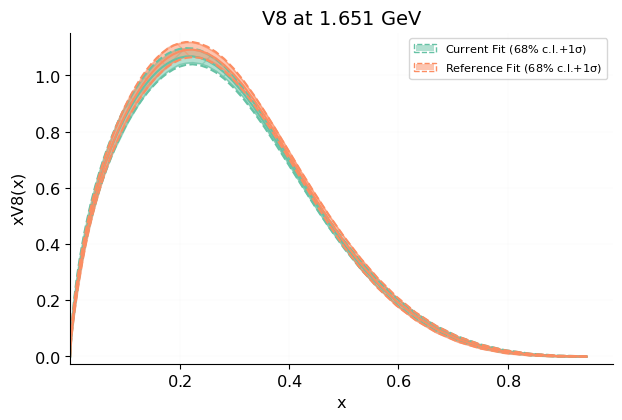 V8 at 1.651 GeV
Current Fit (68% c.l.+1σ)
Reference Fit (68% c.l.+1σ)
xV8(x)
1.0
0.8
0.6
0.4
0.2
0.0
0.2 0.4 0.6 0.8
x